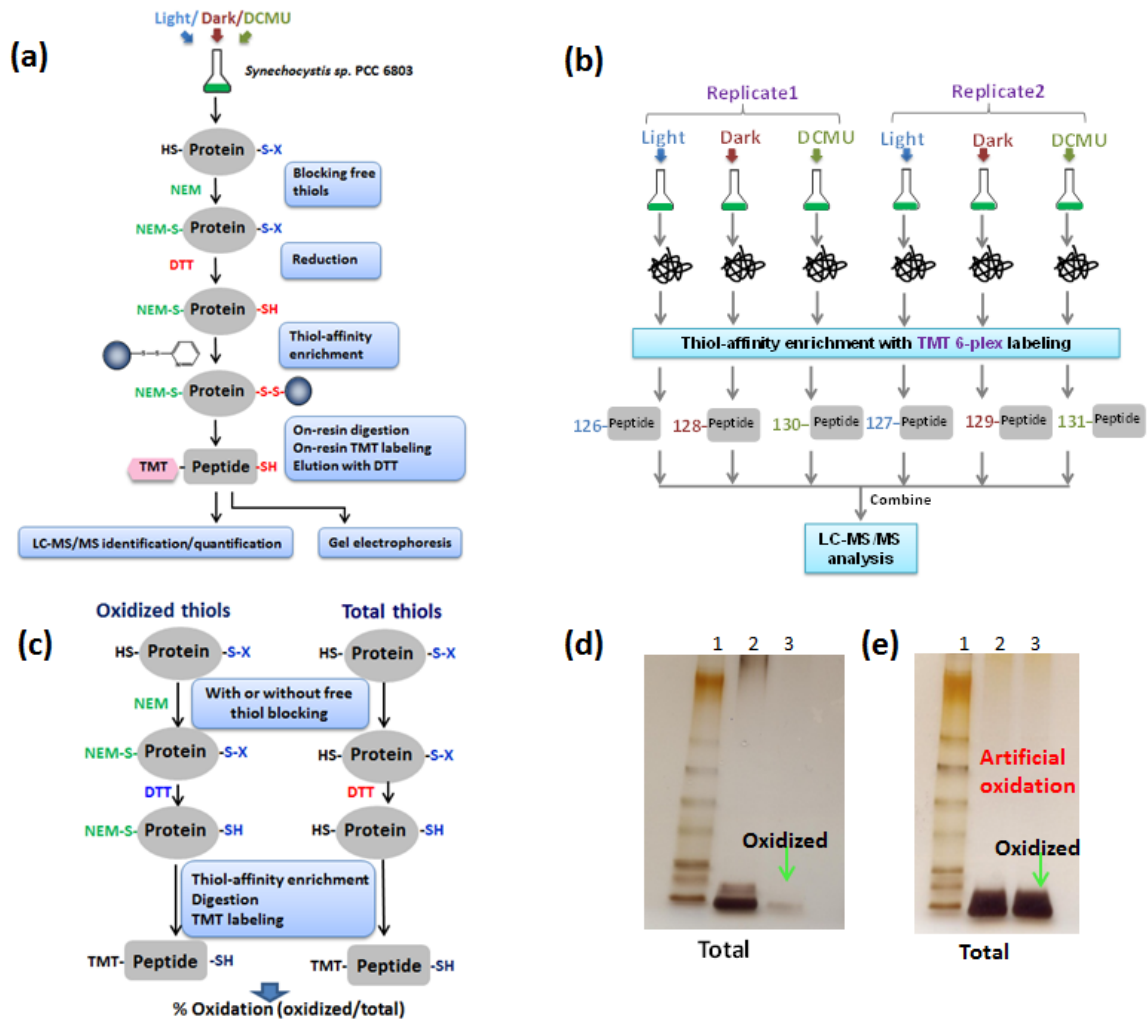 (a)
Light/ Dark/DCMU
Synechocystis sp. PCC 6803
HS- Protein -S-X
Blocking free
thiols
NEM
NEM-S- Protein -S-X
DTT
Reduction
NEM-S- Protein -SH
Thiol-affinity
enrichment
S-S
NEM-S- Protein -S-S-
On-resin digestion
On-resin TMT labeling
Elution with DTT
TMT - Peptide -SH
LC-MS/MS identification/quantification
Gel electrophoresis
(b)
Replicate1
Replicate2
Light Dark DCMU Light Dark DCMU
Thiol-affinity enrichment with TMT 6-plex labeling
126- Peptide 128- Peptide 130- Peptide 127- Peptide 129- Peptide 131- Peptide
Combine
LC-MS/MS
analysis
(c)
Oxidized thiols
Total thiols
HS- Protein -S-X
HS- Protein -S-X
NEM
With or without free
thiol blocking
NEM-S- Protein -S-X
HS- Protein -S-X
DTT
DTT
NEM-S- Protein -SH
HS- Protein -SH
Thiol-affinity enrichment
Digestion
TMT labeling
TMT- Peptide -SH
TMT- Peptide -SH
% Oxidation (oxidized/total)
(d)
1 2 3
Oxidized
Total
(e)
1 2 3
Artificial
oxidation
Oxidized
Total